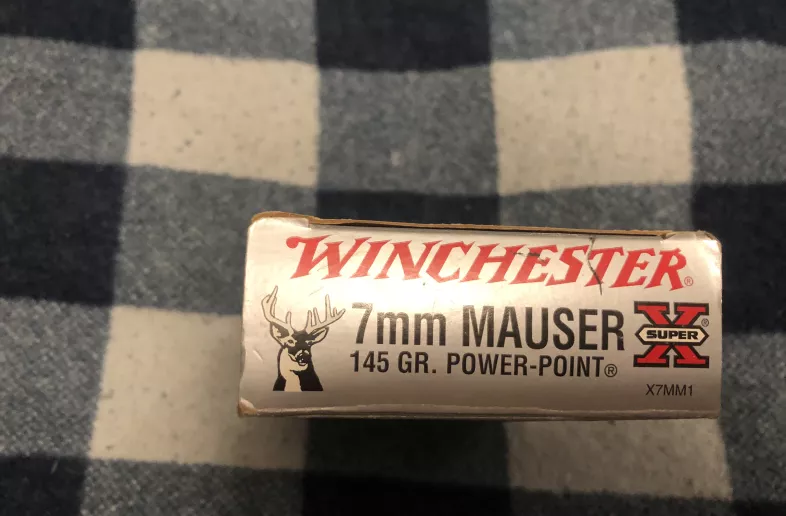 WINCHESTER®
7mm MAUSER
145 GR. POWER-POINT®
SUPER X®
X7MM1